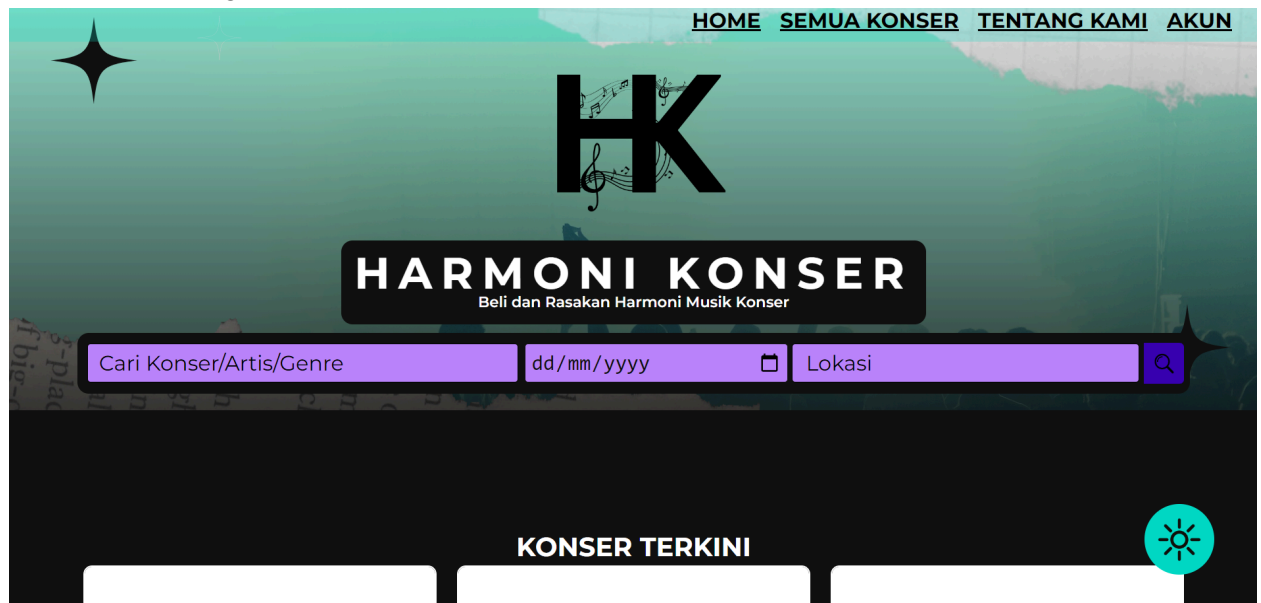 HOME SEMUA KONSER TENTANG KAMI AKUN
HK
HARMONI KONSER
Beli dan Rasakan Harmoni Musik Konser
Cari Konser/Artis/Genre dd/mm/yyyy Lokasi
KONSER TERKINI